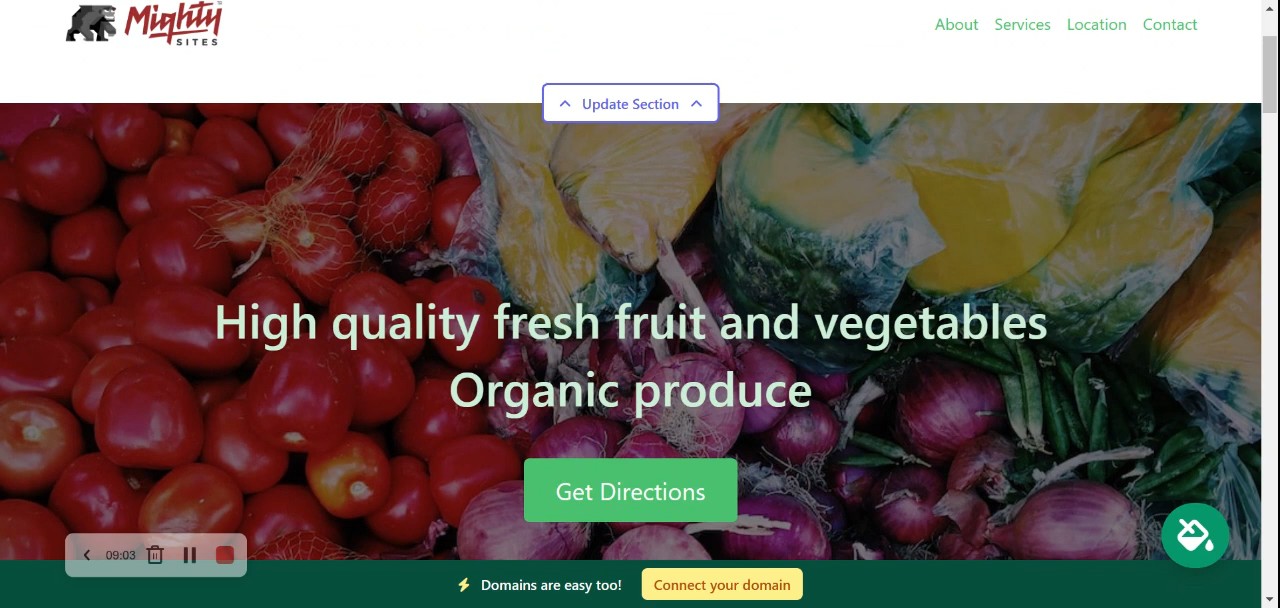 Mighty
SITES
About Services Location Contact
Update Section
High quality fresh fruit and vegetables
Organic produce
Get Directions
09:03
Domains are easy too! Connect your domain